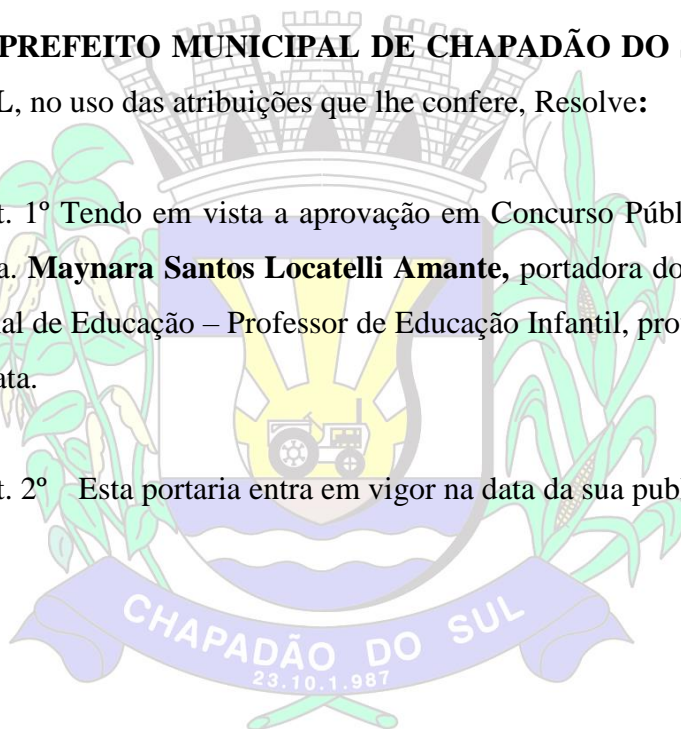 PREFEITO MUNICIPAL DE CHAPADÃO DO
L, no uso das atribuições que lhe confere, Resolve:
t. 1º Tendo em vista a aprovação em Concurso Públ
a. Maynara Santos Locatelli Amante, portadora do
al de Educação – Professor de Educação Infantil, pro
ata.
t. 2º Esta portaria entra em vigor na data da sua publ
CHAPADÃO DO SUL
23.10.1.987